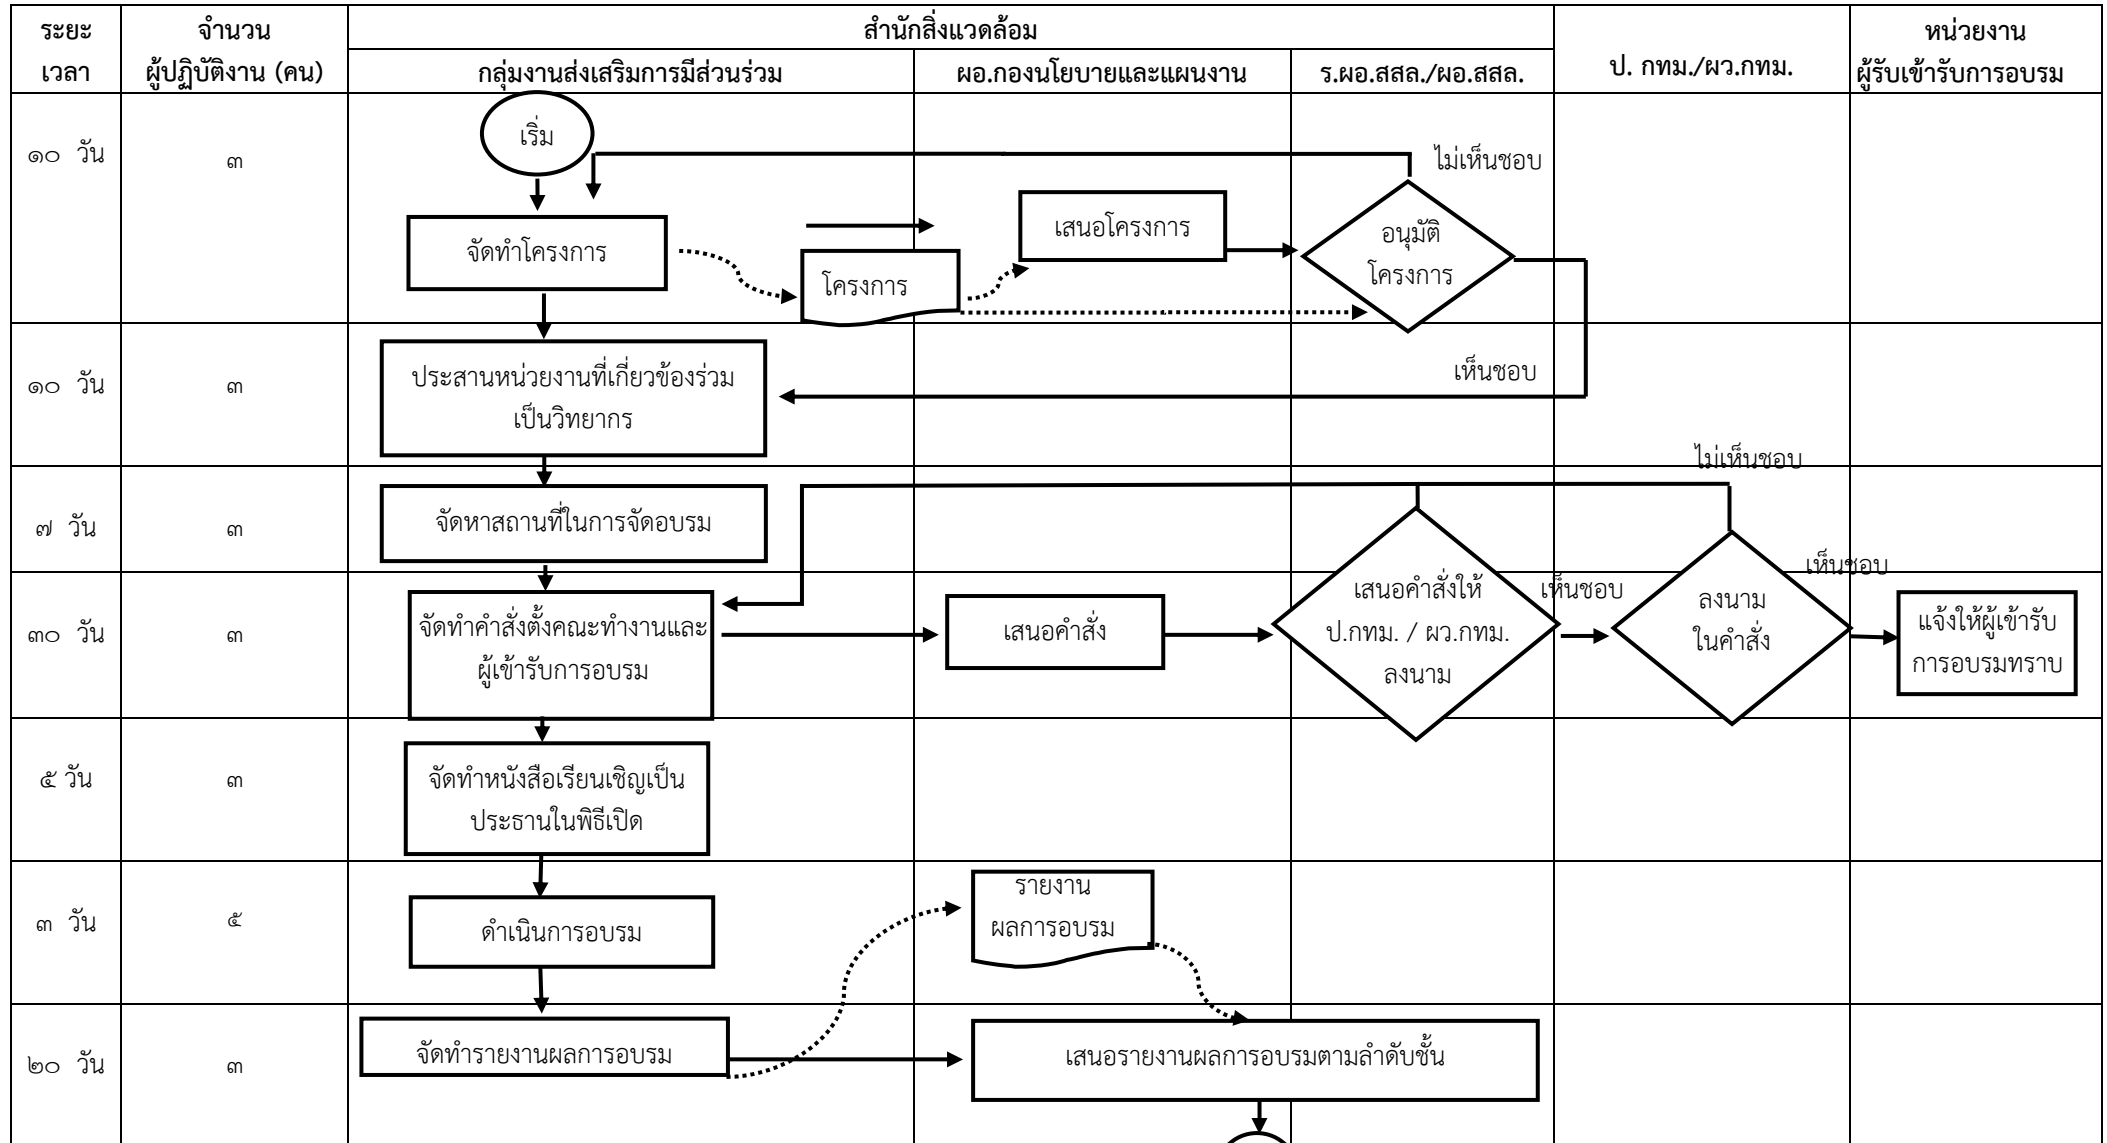 ระยะ
เวลา
จำนวน
ผู้ปฏิบัติงาน (คน)
สำนักสิ่งแวดล้อม
กลุ่มงานส่งเสริมการมีส่วนร่วม
ผอ.กองนโยบายและแผนงาน
ร.ผอ.สสล./ผอ.สสล.
ป. กทม./ผว.กทม.
หน่วยงาน
ผู้รับเข้ารับการอบรม
๑๐ วัน
๓
เริ่ม
ไม่เห็นชอบ
จัดทำโครงการ
โครงการ
เสนอโครงการ
อนุมัติ
โครงการ
๑๐ วัน
๓
ประสานหน่วยงานที่เกี่ยวข้องร่วม
เป็นวิทยากร
เห็นชอบ
ไม่เห็นชอบ
๗ วัน
๓
จัดหาสถานที่ในการจัดอบรม
๓๐ วัน
๓
จัดทำคำสั่งตั้งคณะทำงานและ
ผู้เข้ารับการอบรม
เสนอคำสั่ง
เสนอคำสั่งให้
ป.กทม. / ผว.กทม.
ลงนาม
เห็นชอบ
ลงนาม
ในคำสั่ง
เห็นชอบ
แจ้งให้ผู้เข้ารับ
การอบรมทราบ
๕ วัน
๓
จัดทำหนังสือเรียนเชิญเป็น
ประธานในพิธีเปิด
๓ วัน
๕
ดำเนินการอบรม
รายงาน
ผลการอบรม
๒๐ วัน
๓
จัดทำรายงานผลการอบรม
เสนอรายงานผลการอบรมตามลำดับชั้น